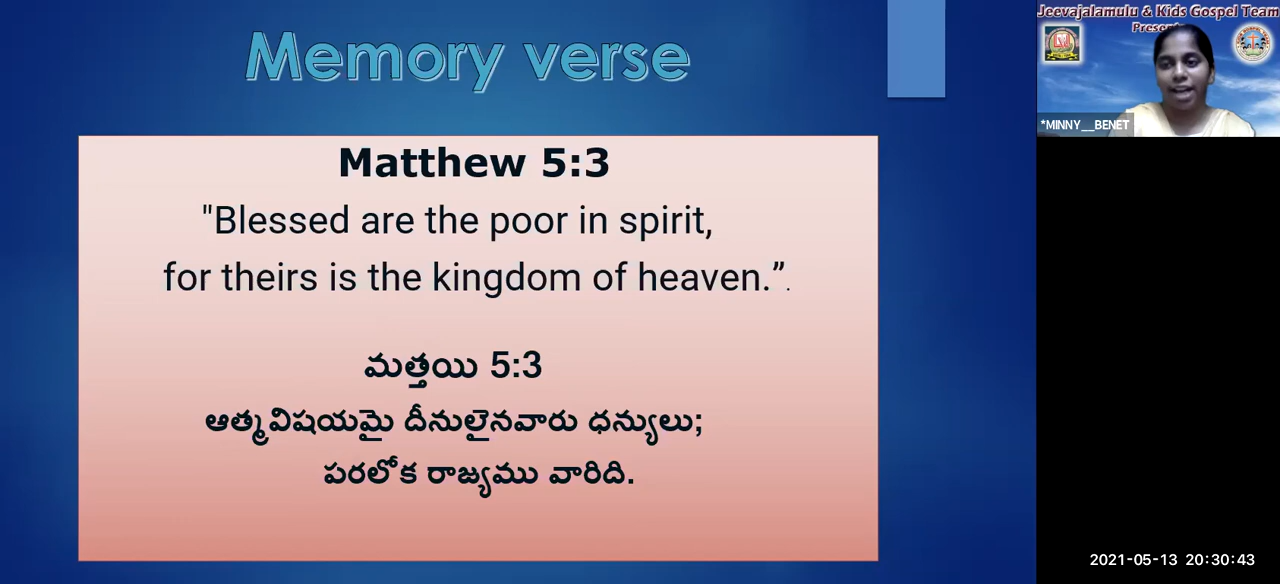 Memory verse
Matthew 5:3
"Blessed are the poor in spirit,
for theirs is the kingdom of heaven.”.
మత్తయి 5:3
ఆత్మవిషయమై దీనులైనవారు ధన్యులు;
పరలోక రాజ్యము వారిది.
Jeevajalamulu & Kids Gospel Team
*MINNY__BENET
2021-05-13 20:30:43